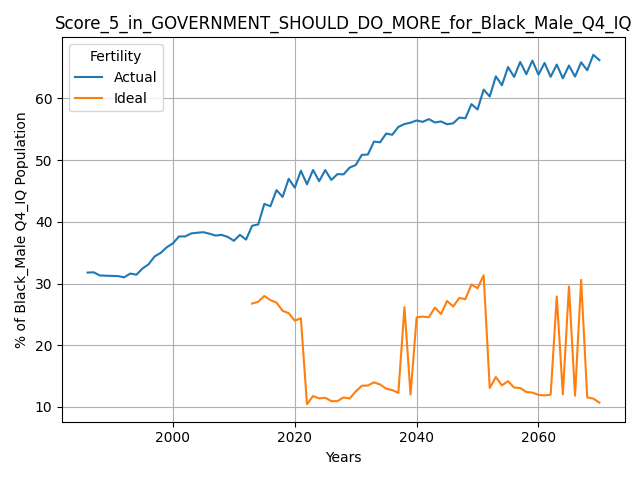 Score_5_in_GOVERNMENT_SHOULD_DO_MORE_for_Black_Male_Q4_IQ
Fertility
Actual
Ideal
% of Black_Male Q4_IQ Population
60
50
40
30
20
10
2000
2020
2040
2060
Years